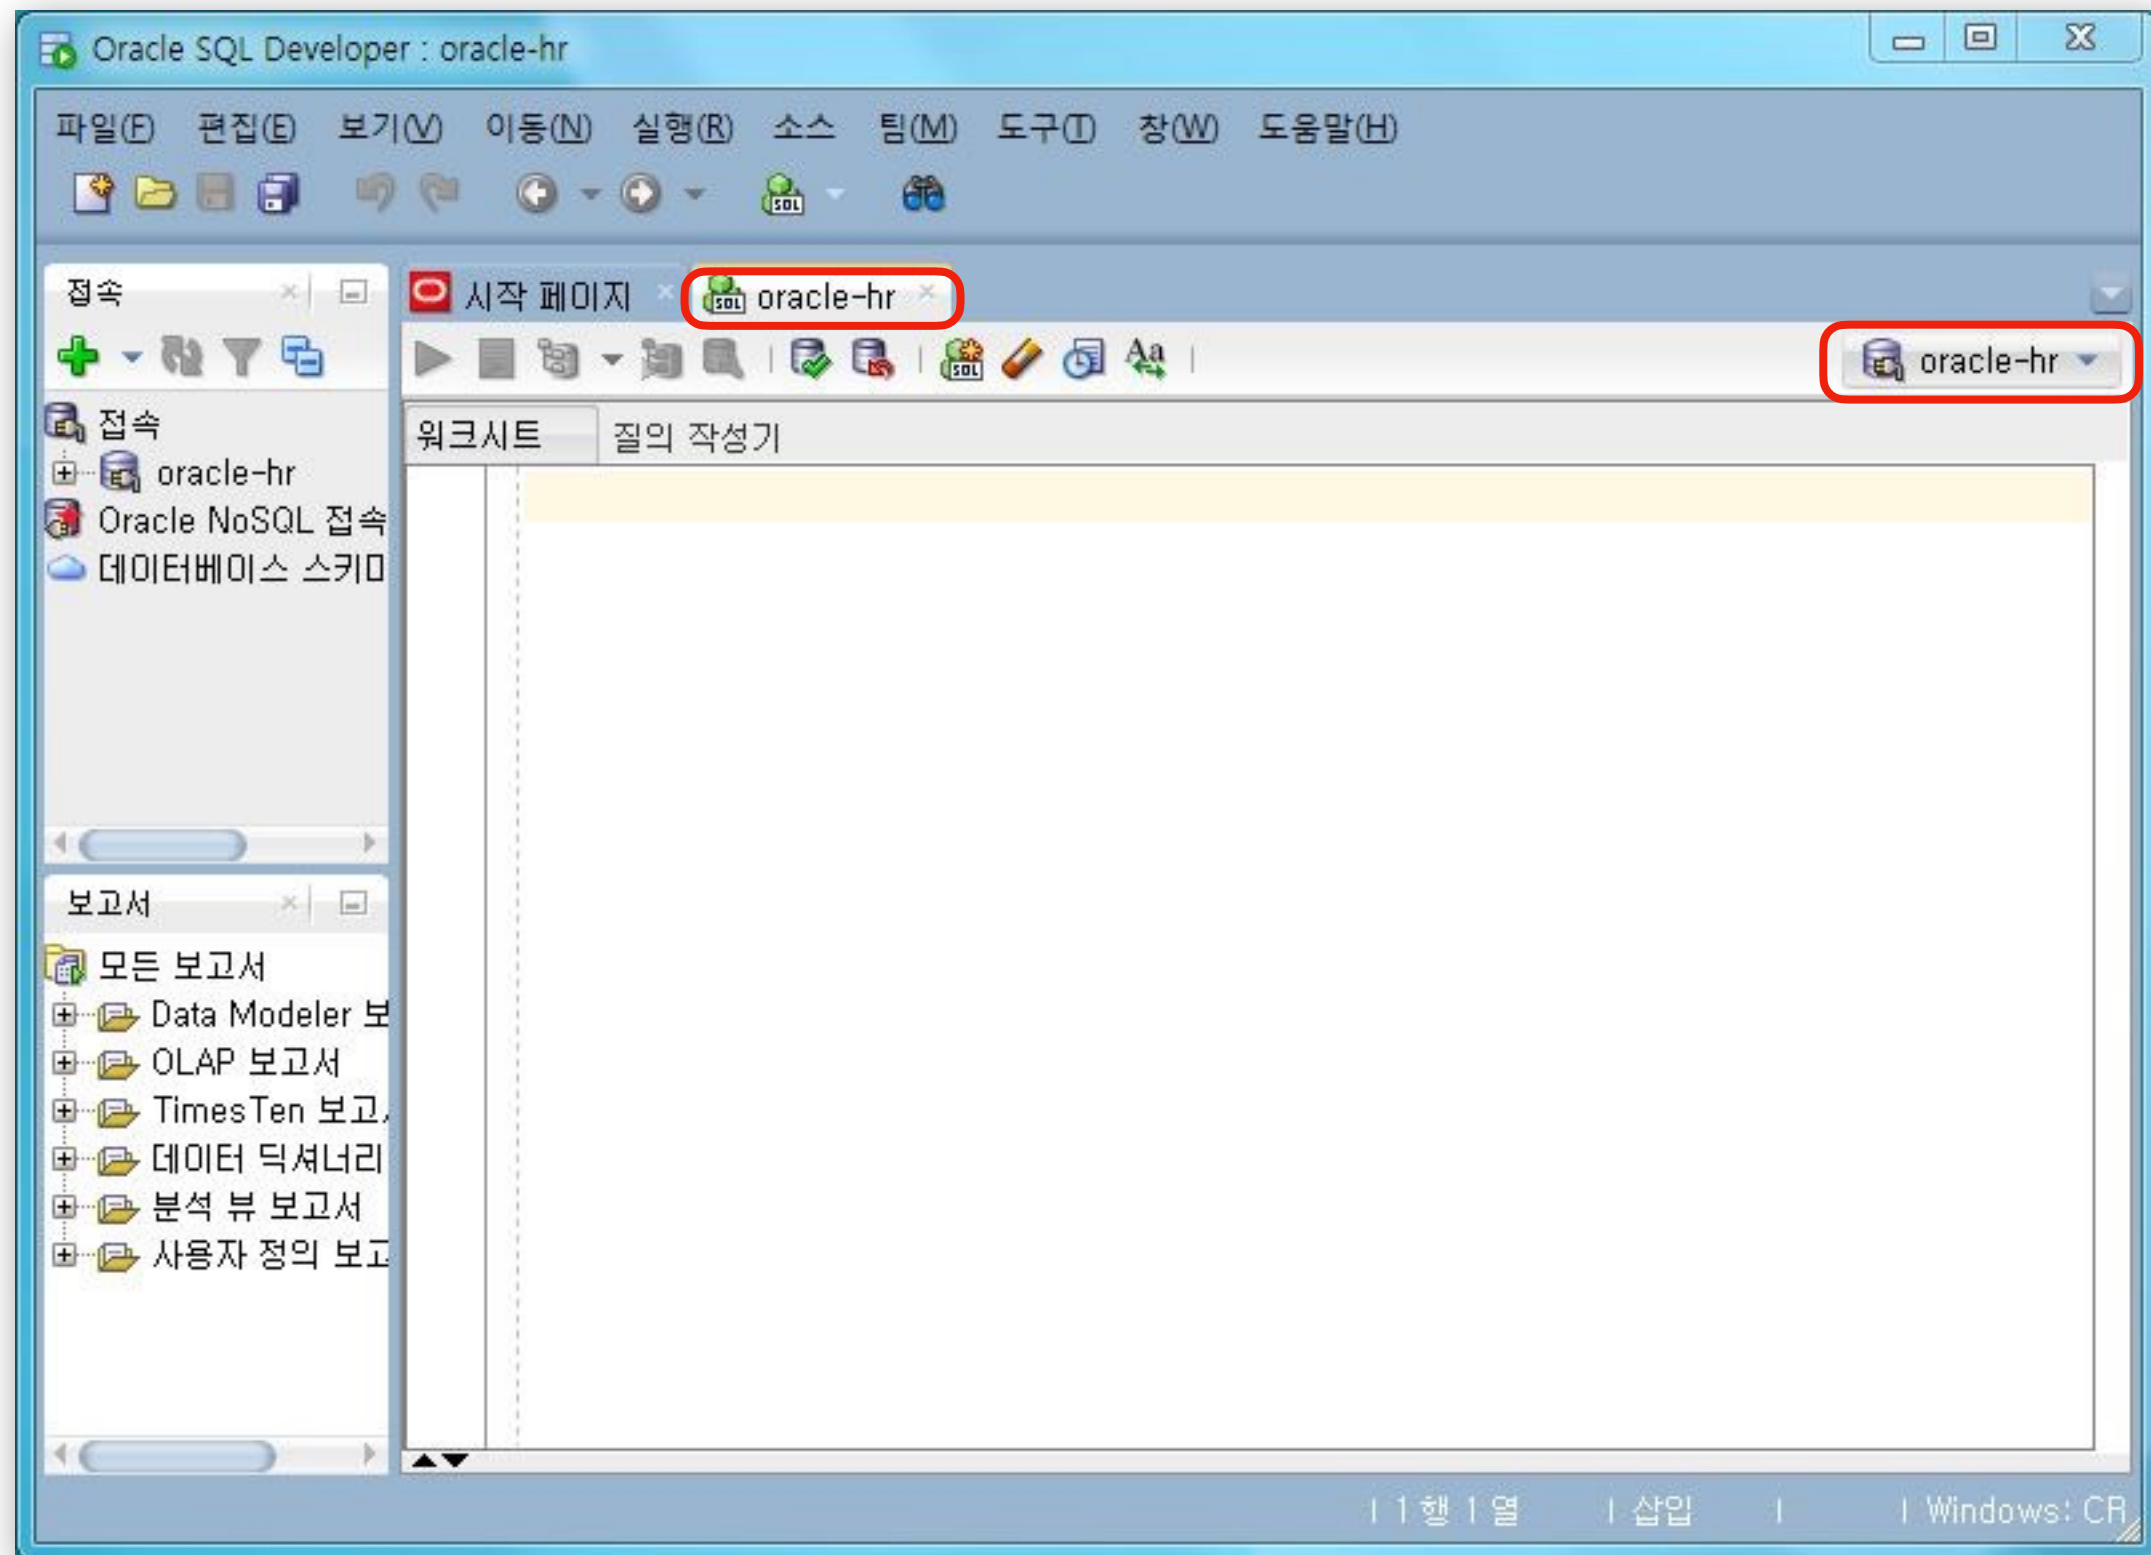 Oracle SQL Developer : oracle-hr
파일(F) 편집(E) 보기(V) 이동(N) 실행(R) 소스 팀(M) 도구(T) 창(W) 도움말(H)
SQL
접속
시작 페이지 SQL oracle-hr
SQL Aa oracle-hr
접속
워크시트 질의 작성기
oracle-hr
Oracle NoSQL 접속
데이터베이스 스키마
보고서
모든 보고서
Data Modeler 보
OLAP 보고서
TimesTen 보고
데이터 딕셔너리
분석 뷰 보고서
사용자 정의 보고
1 행 1 열 삽입 Windows: CR